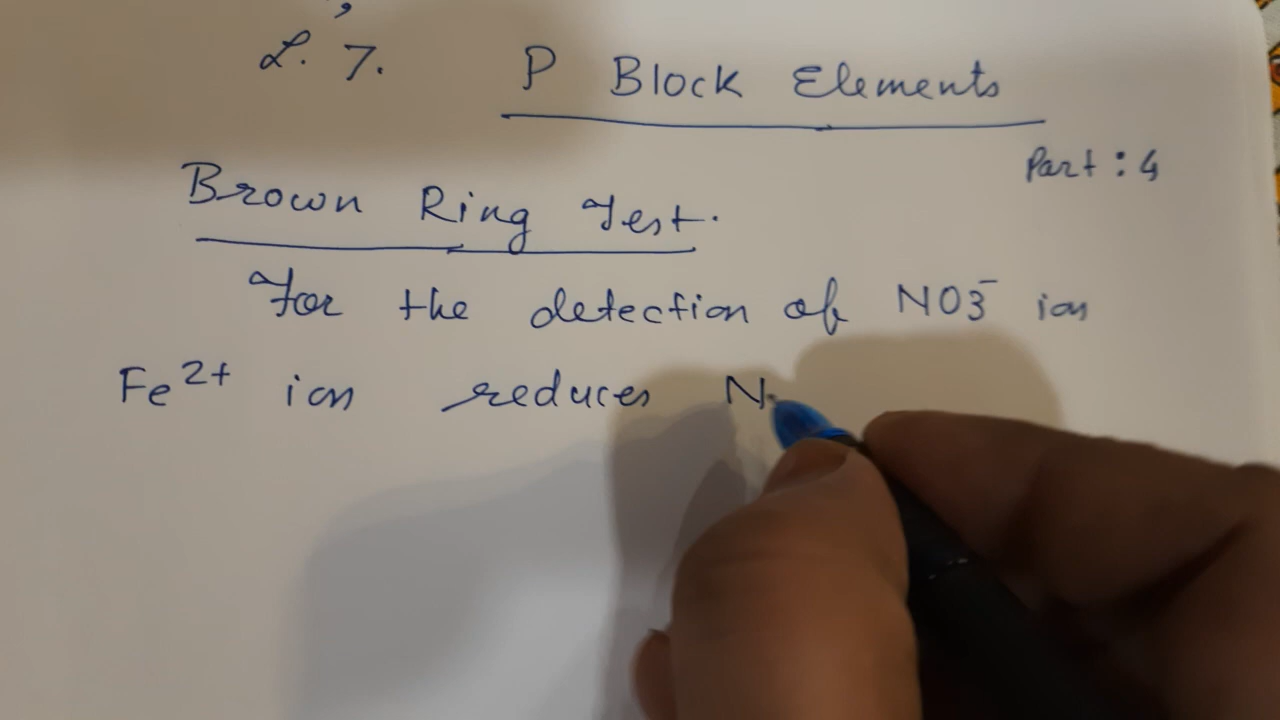 L. 7. P Block Elements
Part : 4
Brown Ring Test.
For the detection of NO3⁻ ion
Fe²⁺ ion reduces N